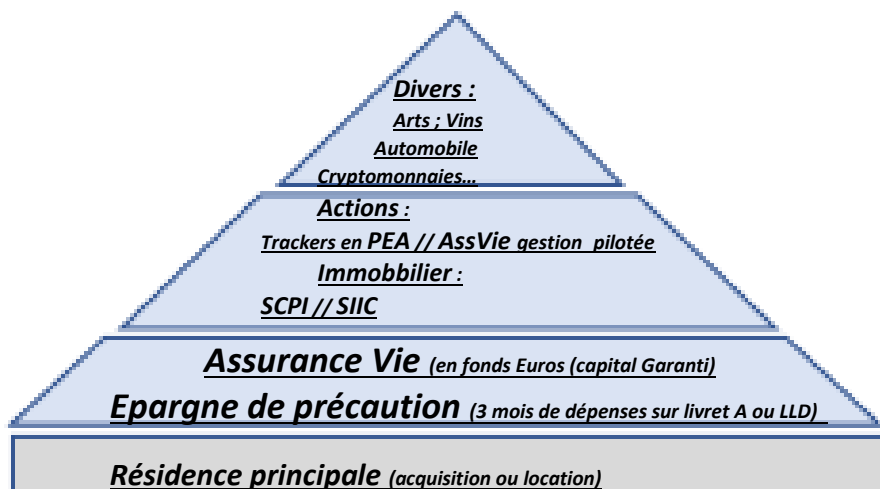 Divers :
Arts ; Vins
Automobile
Cryptomonnaies...
Actions :
Trackers en PEA // AssVie gestion pilotée
Immobbilier :
SCPI // SIIC
Assurance Vie (en fonds Euros (capital Garanti)
Epargne de précaution (3 mois de dépenses sur livret A ou LLD)
Résidence principale (acquisition ou location)